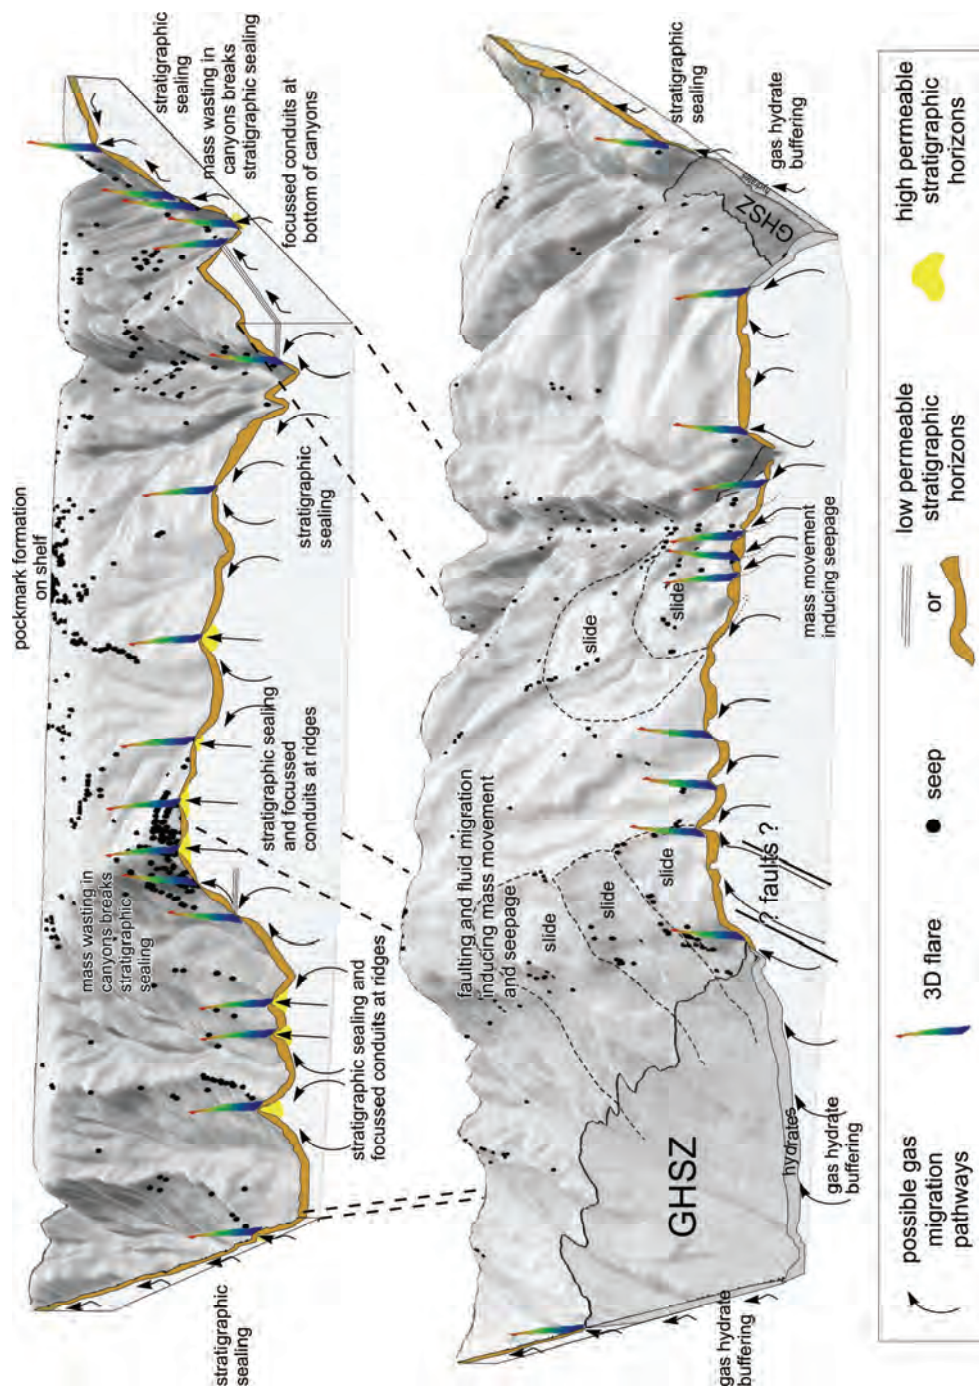 stratigraphic
sealing
stratigraphic sealing and
focussed conduits at ridges
mass wasting in
canyons breaks
stratigraphic
sealing
stratigraphic sealing
and focussed
conduits at ridges
pockmark formation
on shelf
stratigraphic
sealing
focussed conduits at
bottom of canyons
mass wasting in
canyons breaks
stratigraphic sealing
stratigraphic
sealing
gas hydrate
buffering
GHSZ
hydrates
gas hydrate
buffering
faulting and fluid migration
inducing mass movement
and seepage
slide
slide
slide
? faults ?
slide
slide
mass movement
inducing seepage
GHSZ
hydrates
gas hydrate
buffering
stratigraphic
sealing
possible gas
migration
pathways
3D flare
seep
or
low permeable
stratigraphic
horizons
high permeable
stratigraphic
horizons